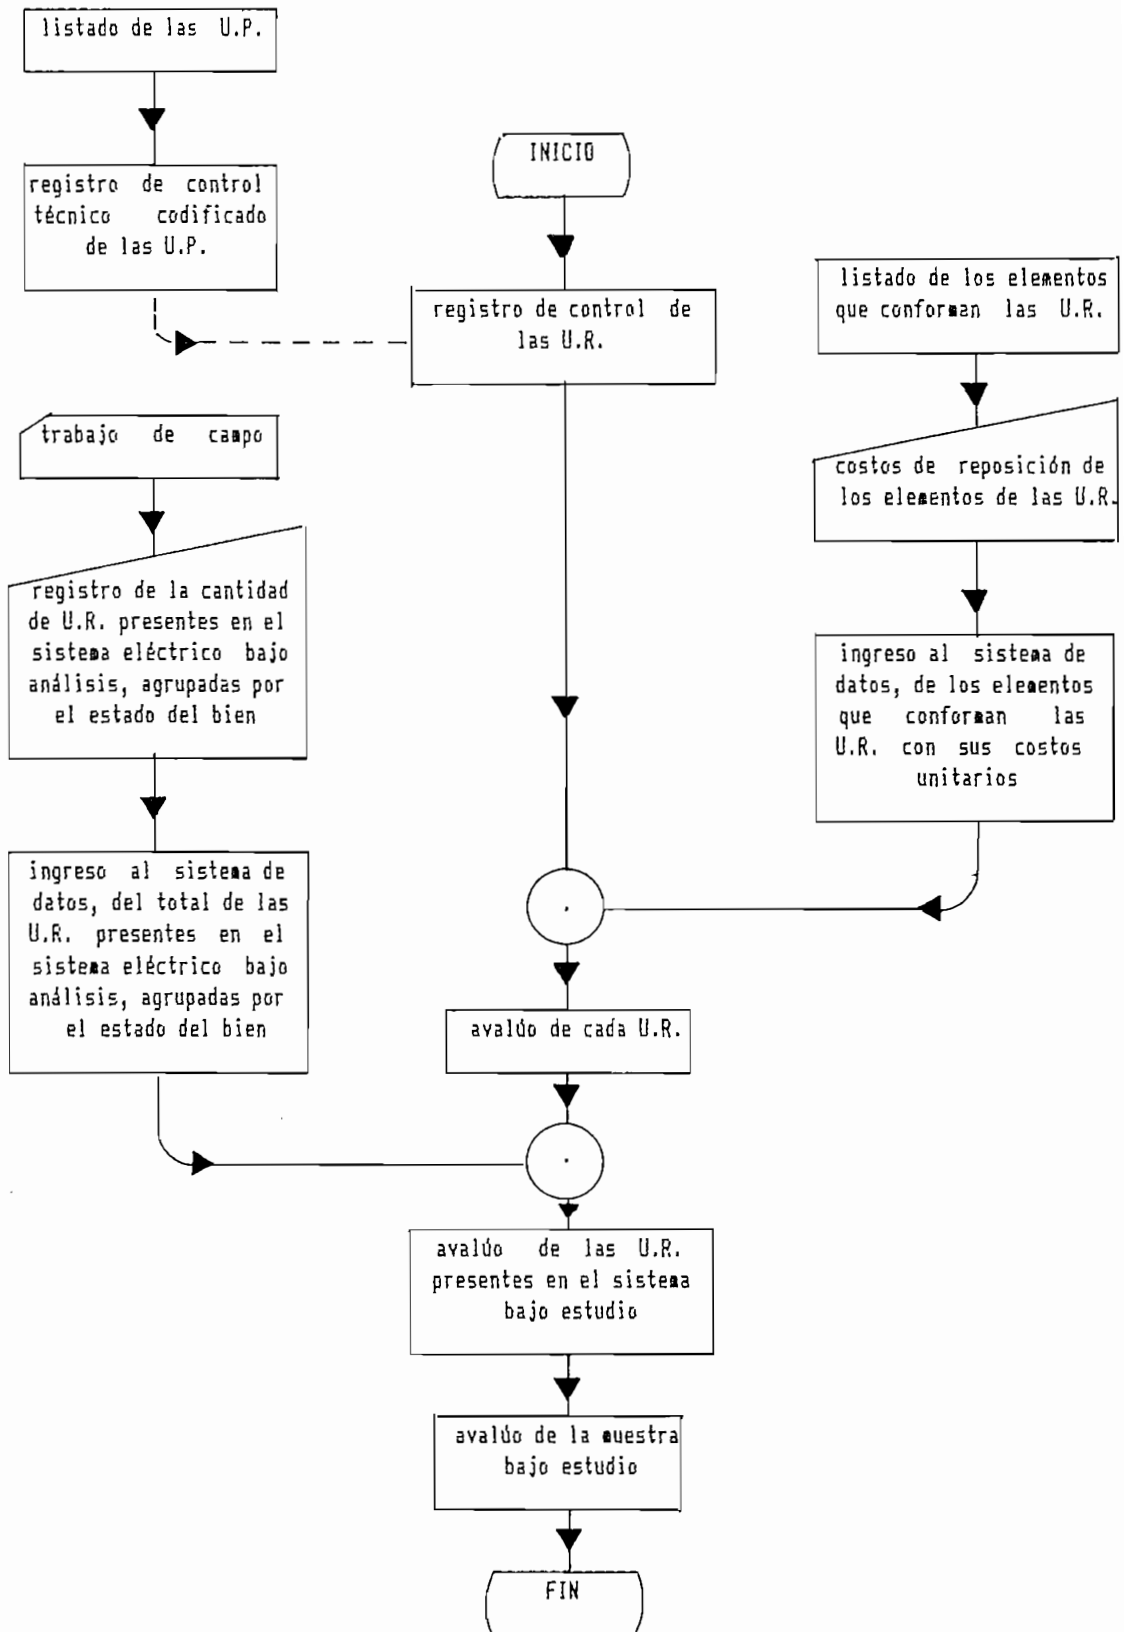 listado de las U.P.
registro de control
técnico codificado
de las U.P.
INICIO
registro de control de
las U.R.
listado de los elementos
que conforman las U.R.
costos de reposición de
los elementos de las U.R.
ingreso al sistema de
datos, de los elementos
que conforman las
U.R. con sus costos
unitarios
trabajo de campo
registro de la cantidad
de U.R. presentes en el
sistema eléctrico bajo
análisis, agrupadas por
el estado del bien
ingreso al sistema de
datos, del total de las
U.R. presentes en el
sistema eléctrico bajo
análisis, agrupadas por
el estado del bien
avalúo de cada U.R.
avalúo de las U.R.
presentes en el sistema
bajo estudio
avalúo de la muestra
bajo estudio
FIN